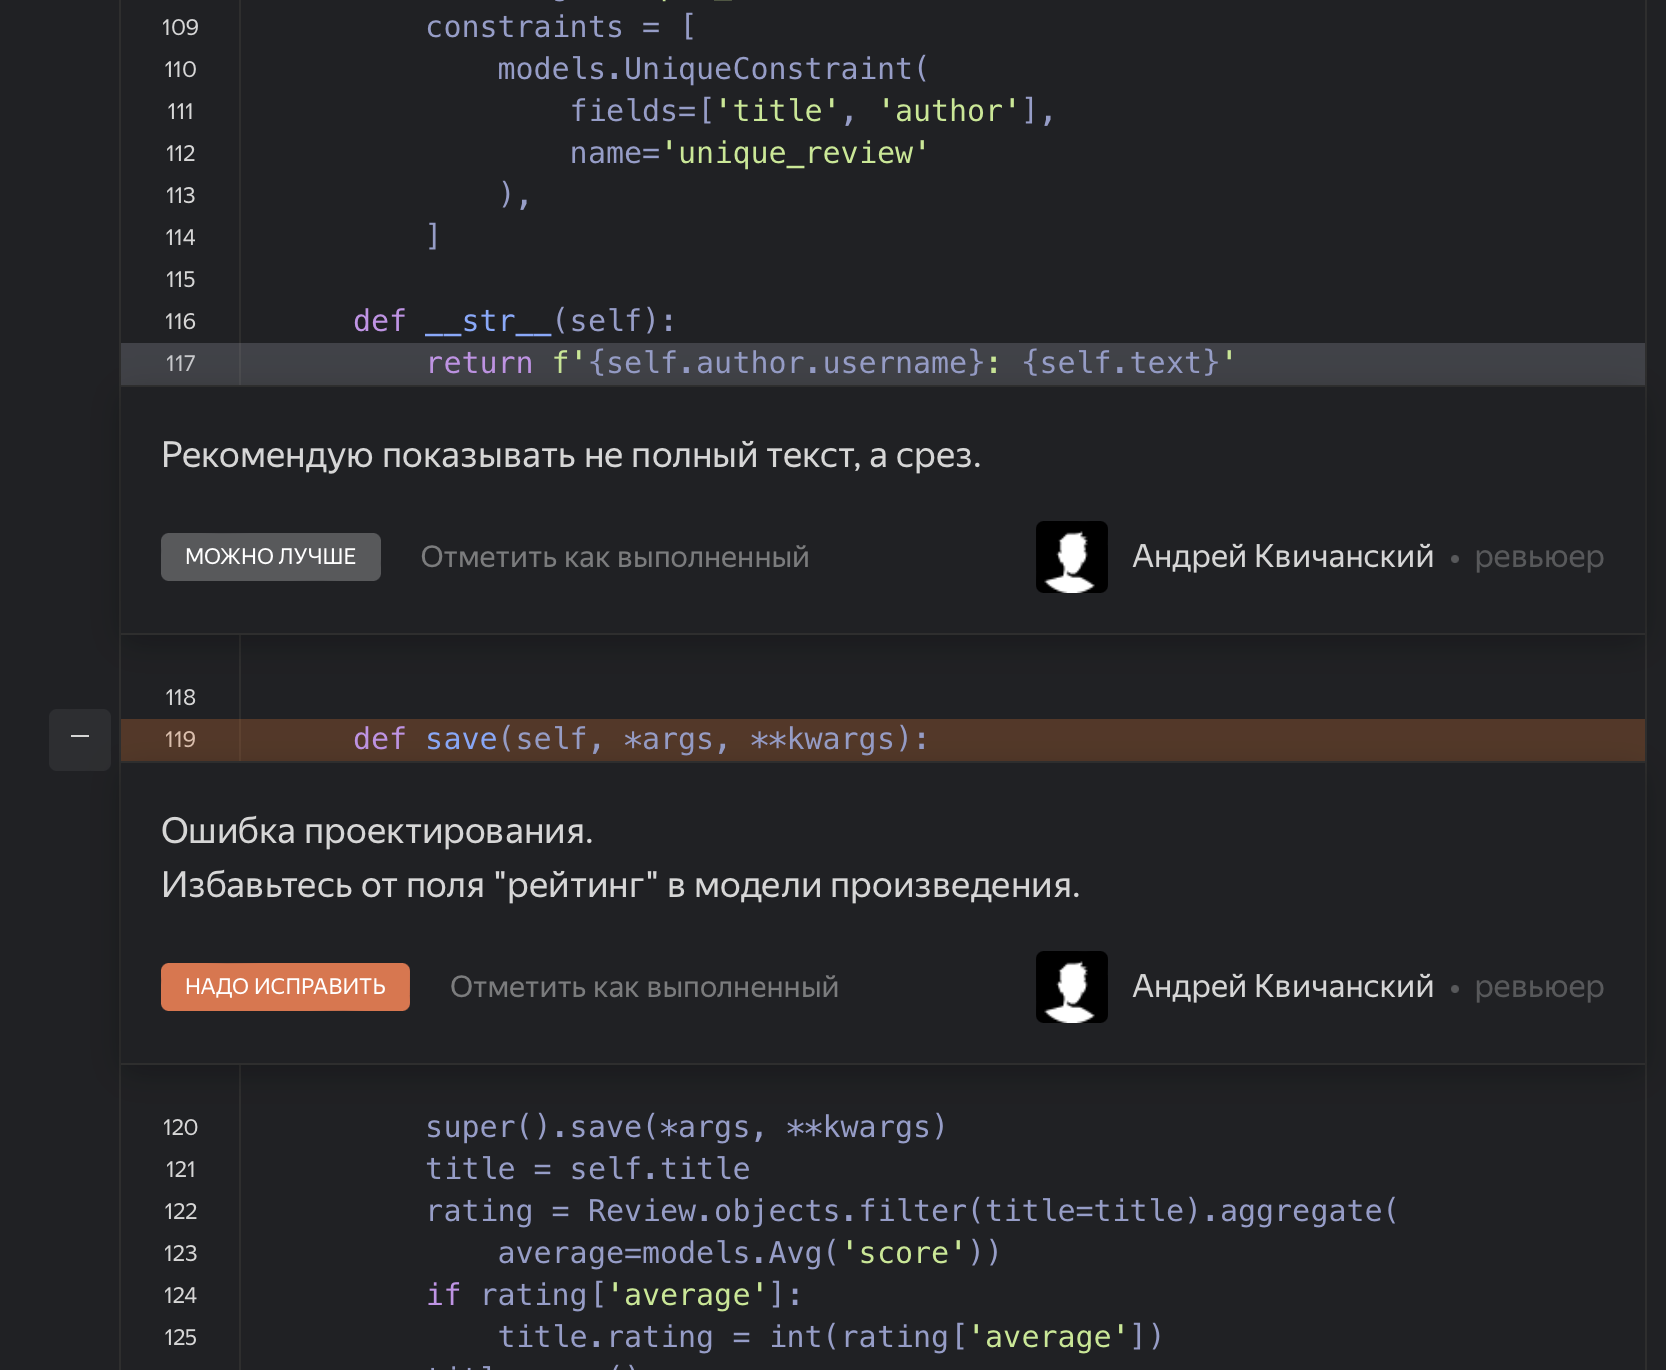 109 constraints = [
110 models.UniqueConstraint(
111 fields=['title', 'author'],
112 name='unique_review'
113 ),
114 ]
115
116 def __str__(self):
117 return f'{self.author.username}: {self.text}'
Рекомендую показывать не полный текст, а срез.
МОЖНО ЛУЧШЕ Отметить как выполненный Андрей Квичанский • ревьюер
118
119 def save(self, *args, **kwargs):
Ошибка проектирования.
Избавьтесь от поля "рейтинг" в модели произведения.
НАДО ИСПРАВИТЬ Отметить как выполненный Андрей Квичанский • ревьюер
120 super().save(*args, **kwargs)
121 title = self.title
122 rating = Review.objects.filter(title=title).aggregate(
123 average=models.Avg('score'))
124 if rating['average']:
125 title.rating = int(rating['average'])